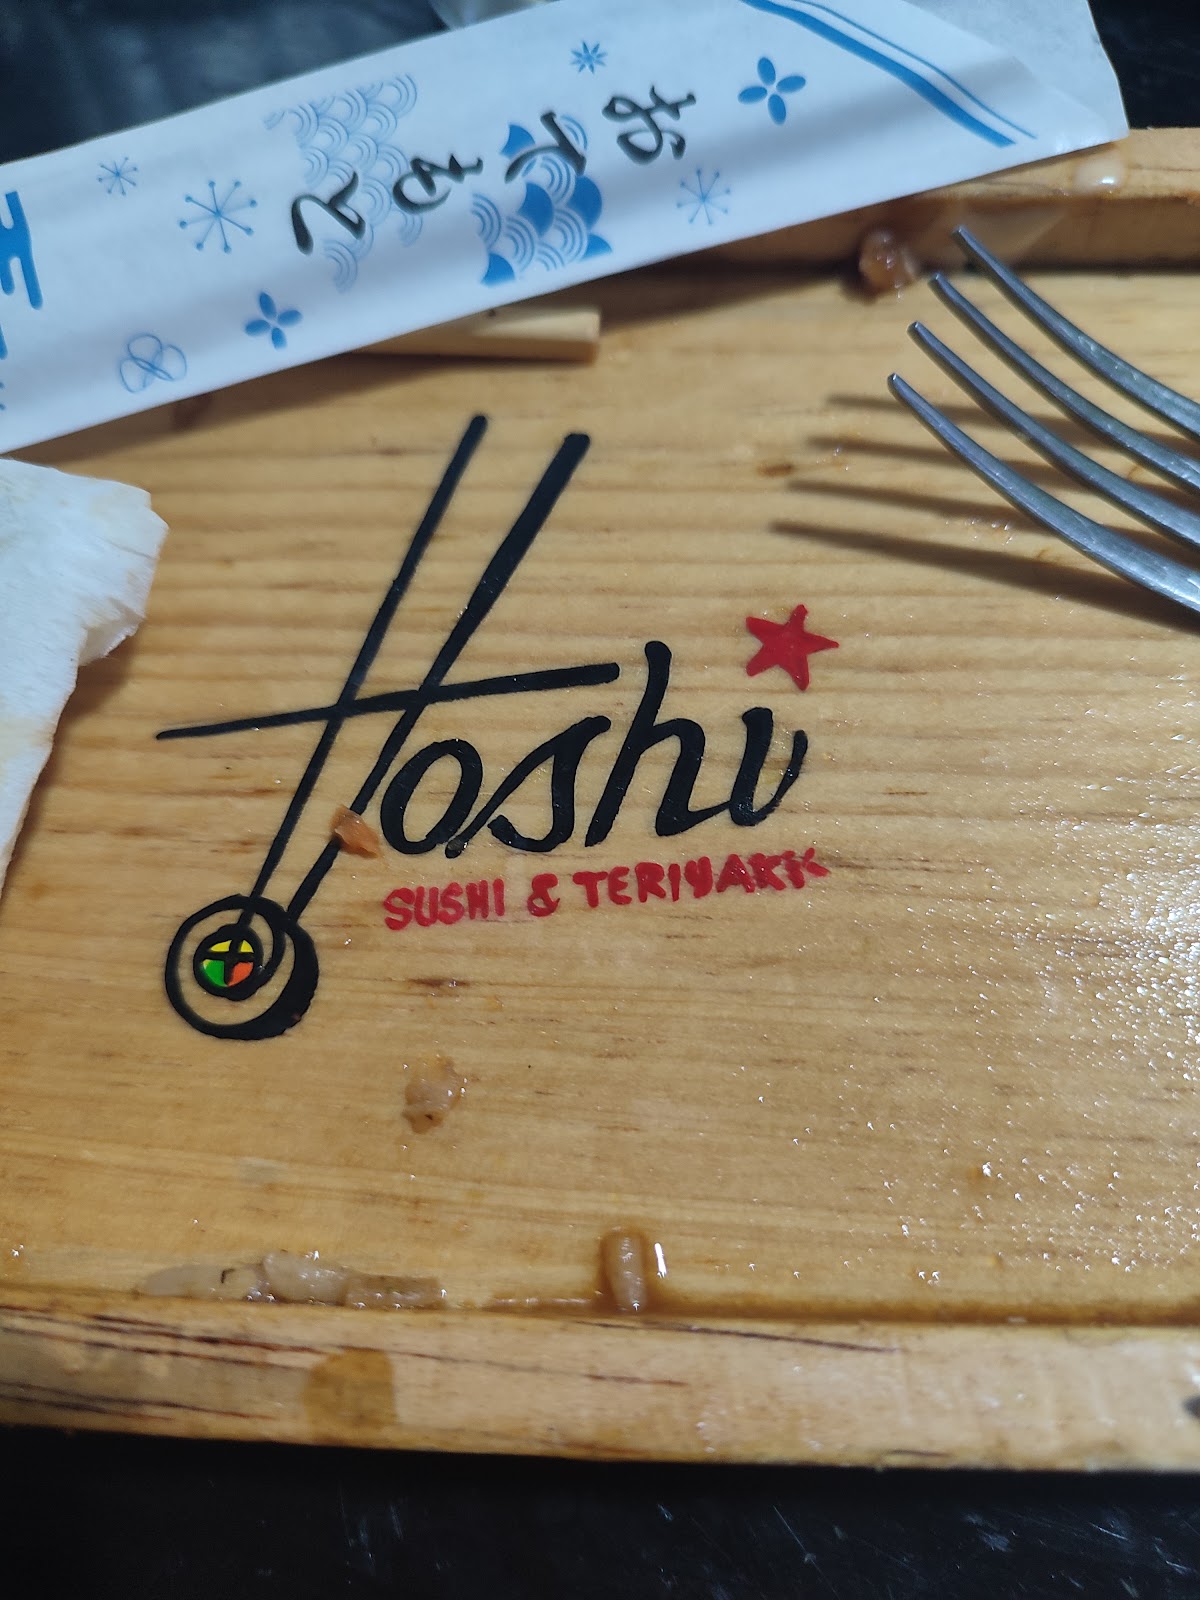 おてもと
Hoshi
SUSHI & TERIYAKI